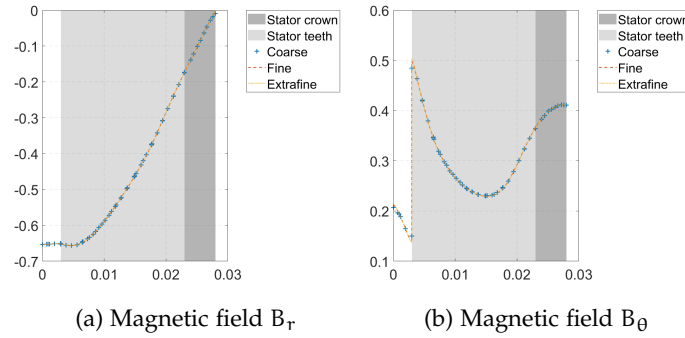 0
-0.1
-0.2
-0.3
-0.4
-0.5
-0.6
-0.7
0 0.01 0.02 0.03
Stator crown
Stator teeth
Coarse
Fine
Extrafine
(a) Magnetic field B_r
0.6
0.5
0.4
0.3
0.2
0.1
0 0.01 0.02 0.03
Stator crown
Stator teeth
Coarse
Fine
Extrafine
(b) Magnetic field B_θ